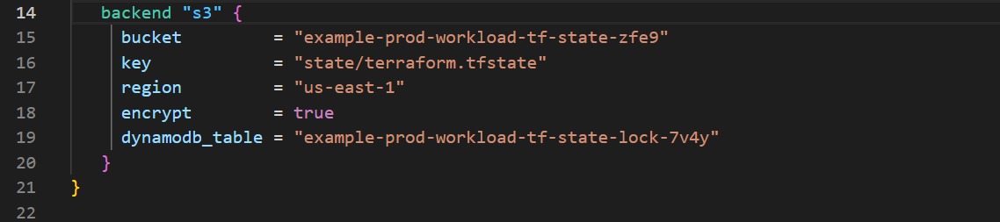 14 backend "s3" {
15 bucket = "example-prod-workload-tf-state-zfe9"
16 key = "state/terraform.tfstate"
17 region = "us-east-1"
18 encrypt = true
19 dynamodb_table = "example-prod-workload-tf-state-lock-7v4y"
20 }
21 }
22